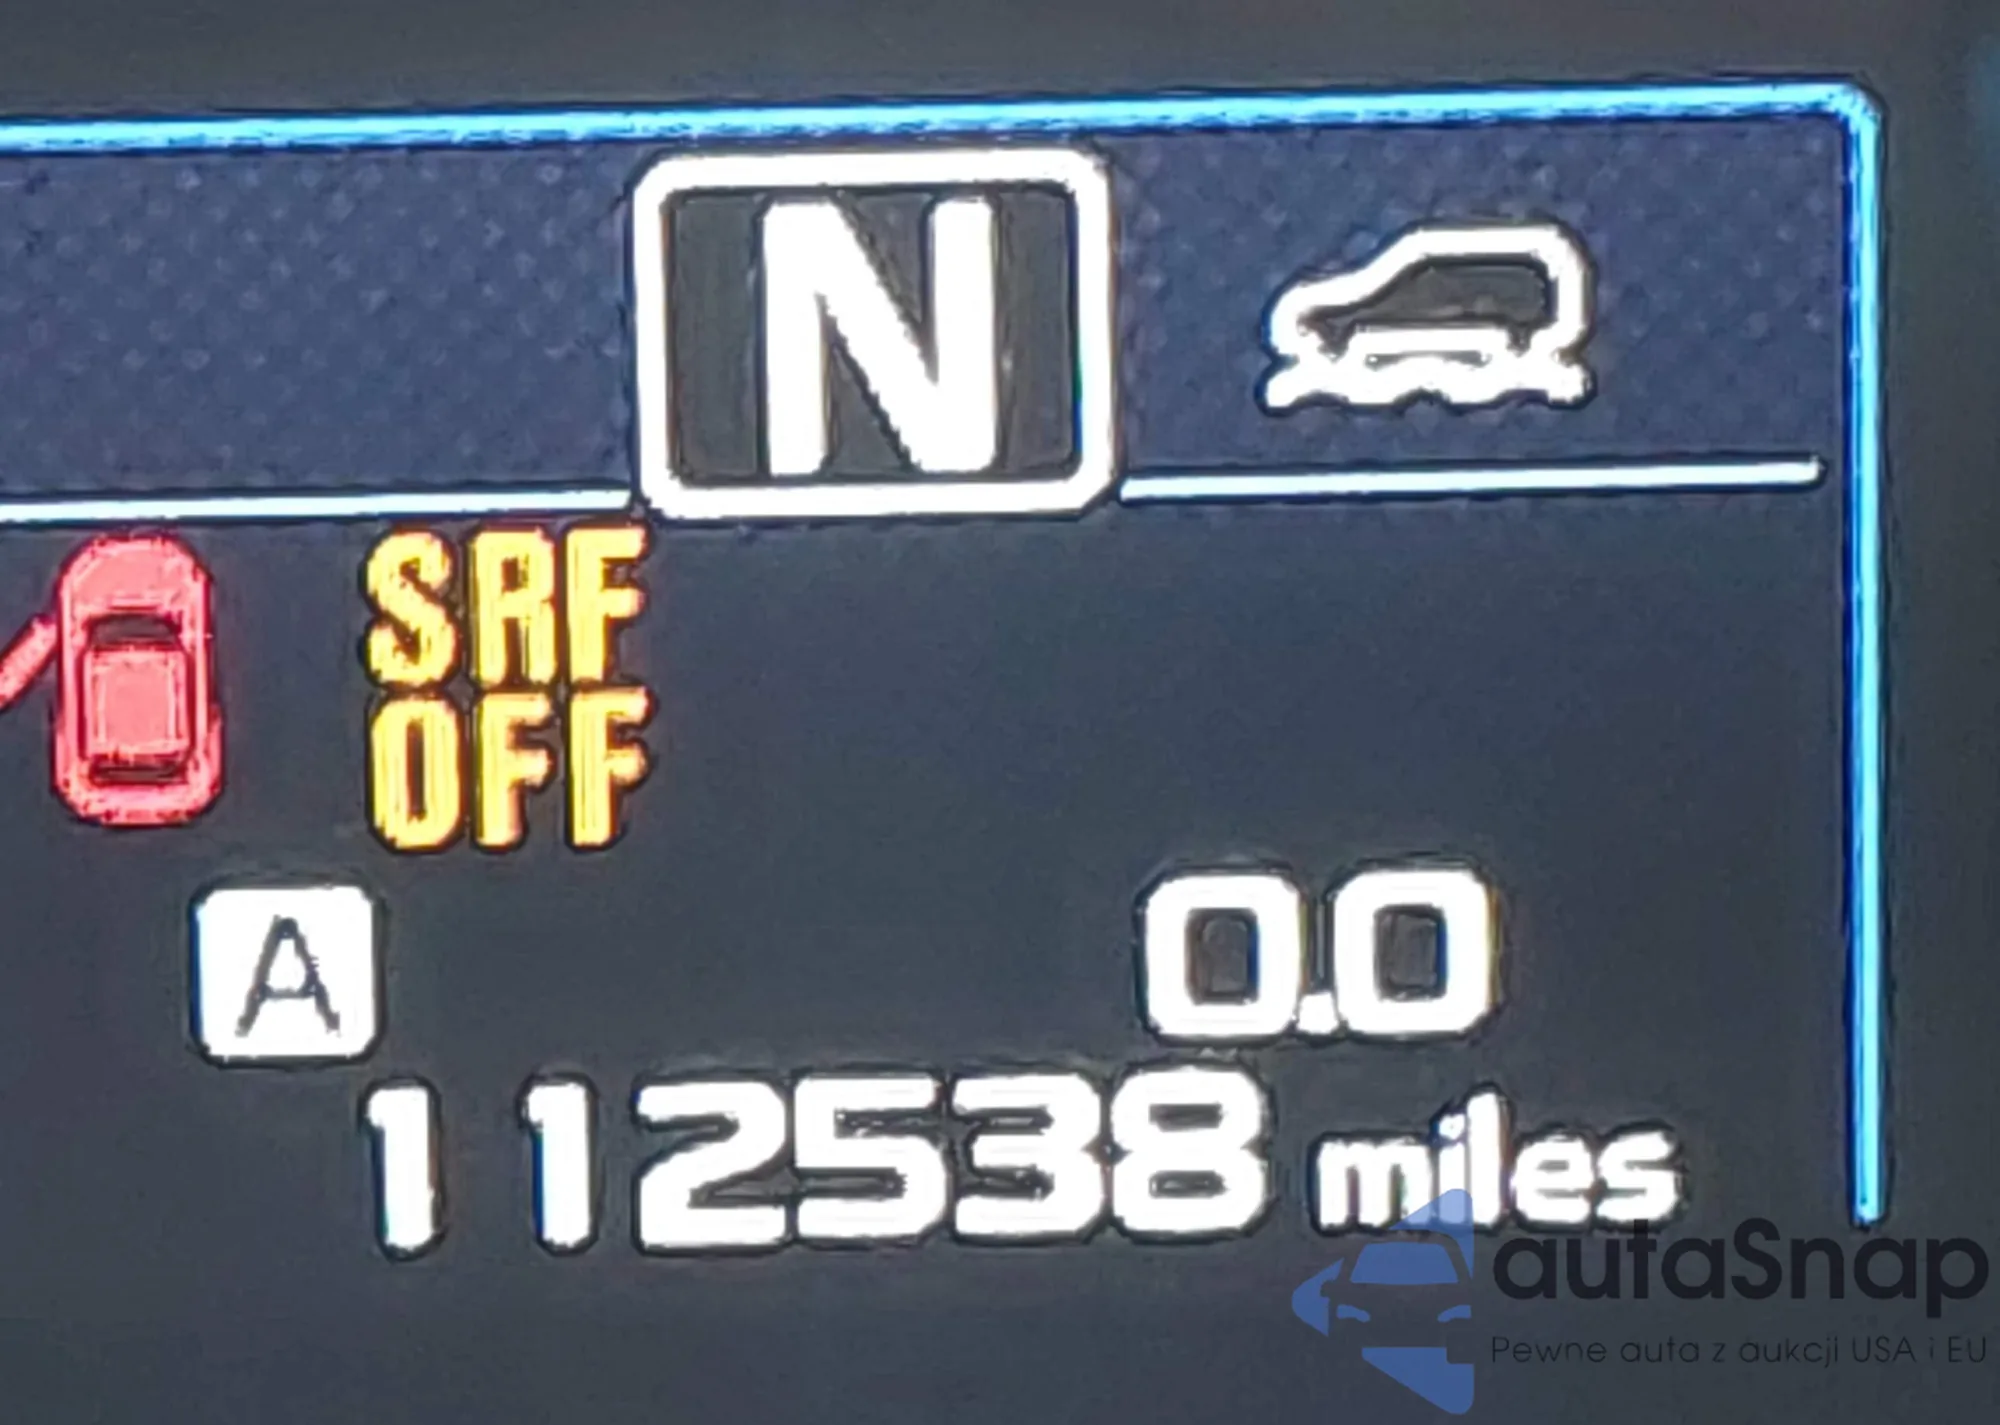 N
SRF
OFF
A
0.0
112538 miles
autaSnap
Pewne auta z aukcji USA i EU